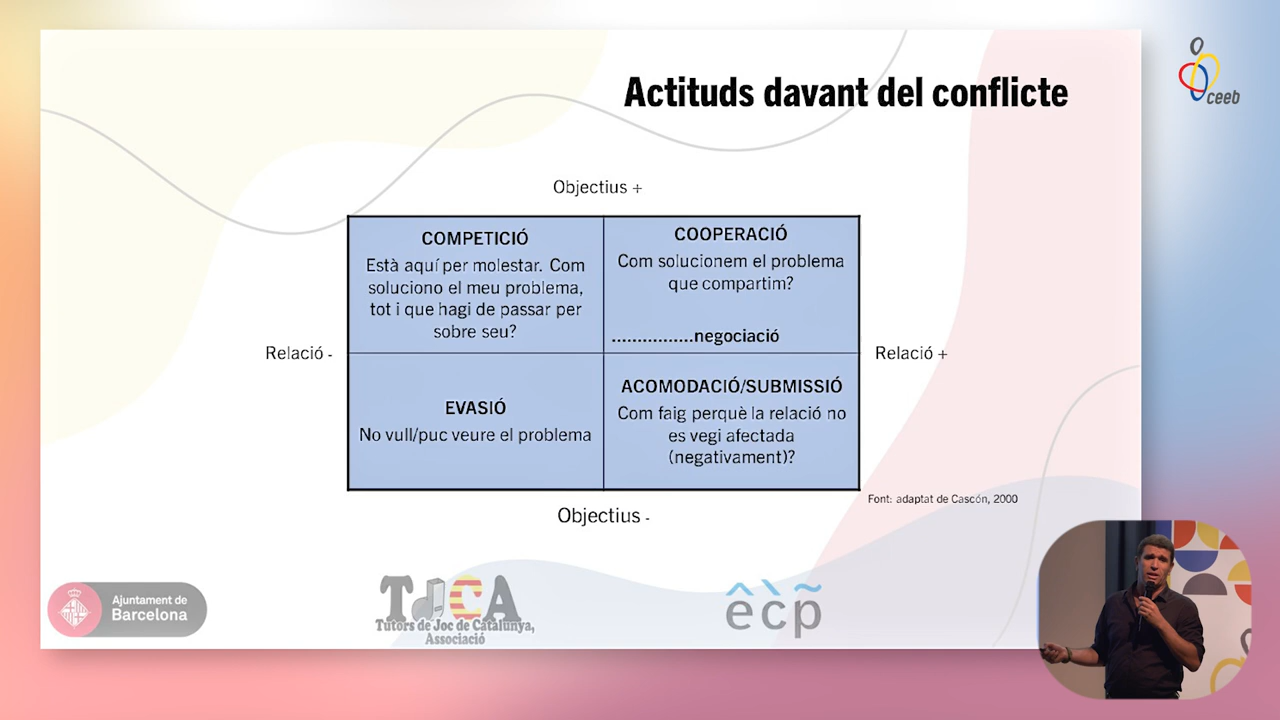 Actituds davant del conflicte
ceeb
Objectius +
COMPETICIÓ
Està aquí per molestar. Com
soluciono el meu problema,
tot i que hagi de passar per
sobre seu?
COOPERACIÓ
Com solucionem el problema
que compartim?
................negociació
Relació -
Relació +
EVASIÓ
No vull/puc veure el problema
ACOMODACIÓ/SUBMISSIÓ
Com faig perquè la relació no
es vegi afectada
(negativament)?
Font: adaptat de Cascón, 2000
Objectius -
Ajuntament de
Barcelona
TJCA
Tutors de Joc de Catalunya,
Associació
ecp